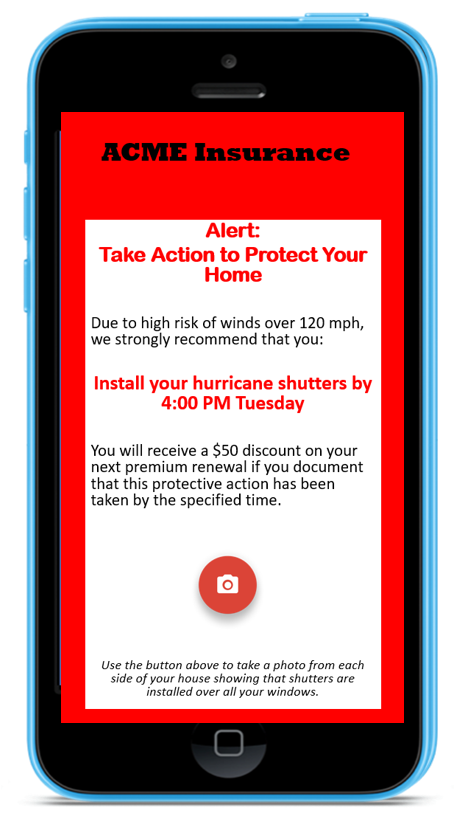 ACME Insurance
Alert:
Take Action to Protect Your
Home
Due to high risk of winds over 120 mph,
we strongly recommend that you:
Install your hurricane shutters by
4:00 PM Tuesday
You will receive a $50 discount on your
next premium renewal if you document
that this protective action has been
taken by the specified time.
Use the button above to take a photo from each
side of your house showing that shutters are
installed over all your windows.